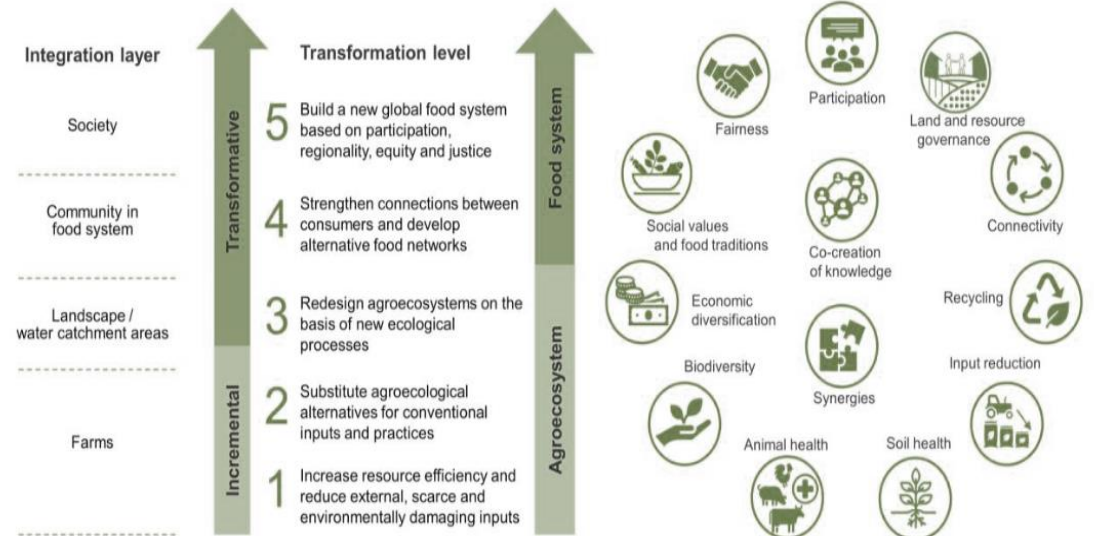 Integration layer
Society
Community in
food system
Landscape /
water catchment areas
Farms
Transformative
Incremental
Transformation level
5
Build a new global food system
based on participation,
regionality, equity and justice
4
Strengthen connections between
consumers and develop
alternative food networks
3
Redesign agroecosystems on the
basis of new ecological
processes
2
Substitute agroecological
alternatives for conventional
inputs and practices
1
Increase resource efficiency and
reduce external, scarce and
environmentally damaging inputs
Food system
Agroecosystem
Participation
Fairness
Land and resource
governance
Social values
and food traditions
Connectivity
Co-creation
of knowledge
Economic
diversification
Recycling
Biodiversity
Input reduction
Synergies
Animal health
Soil health